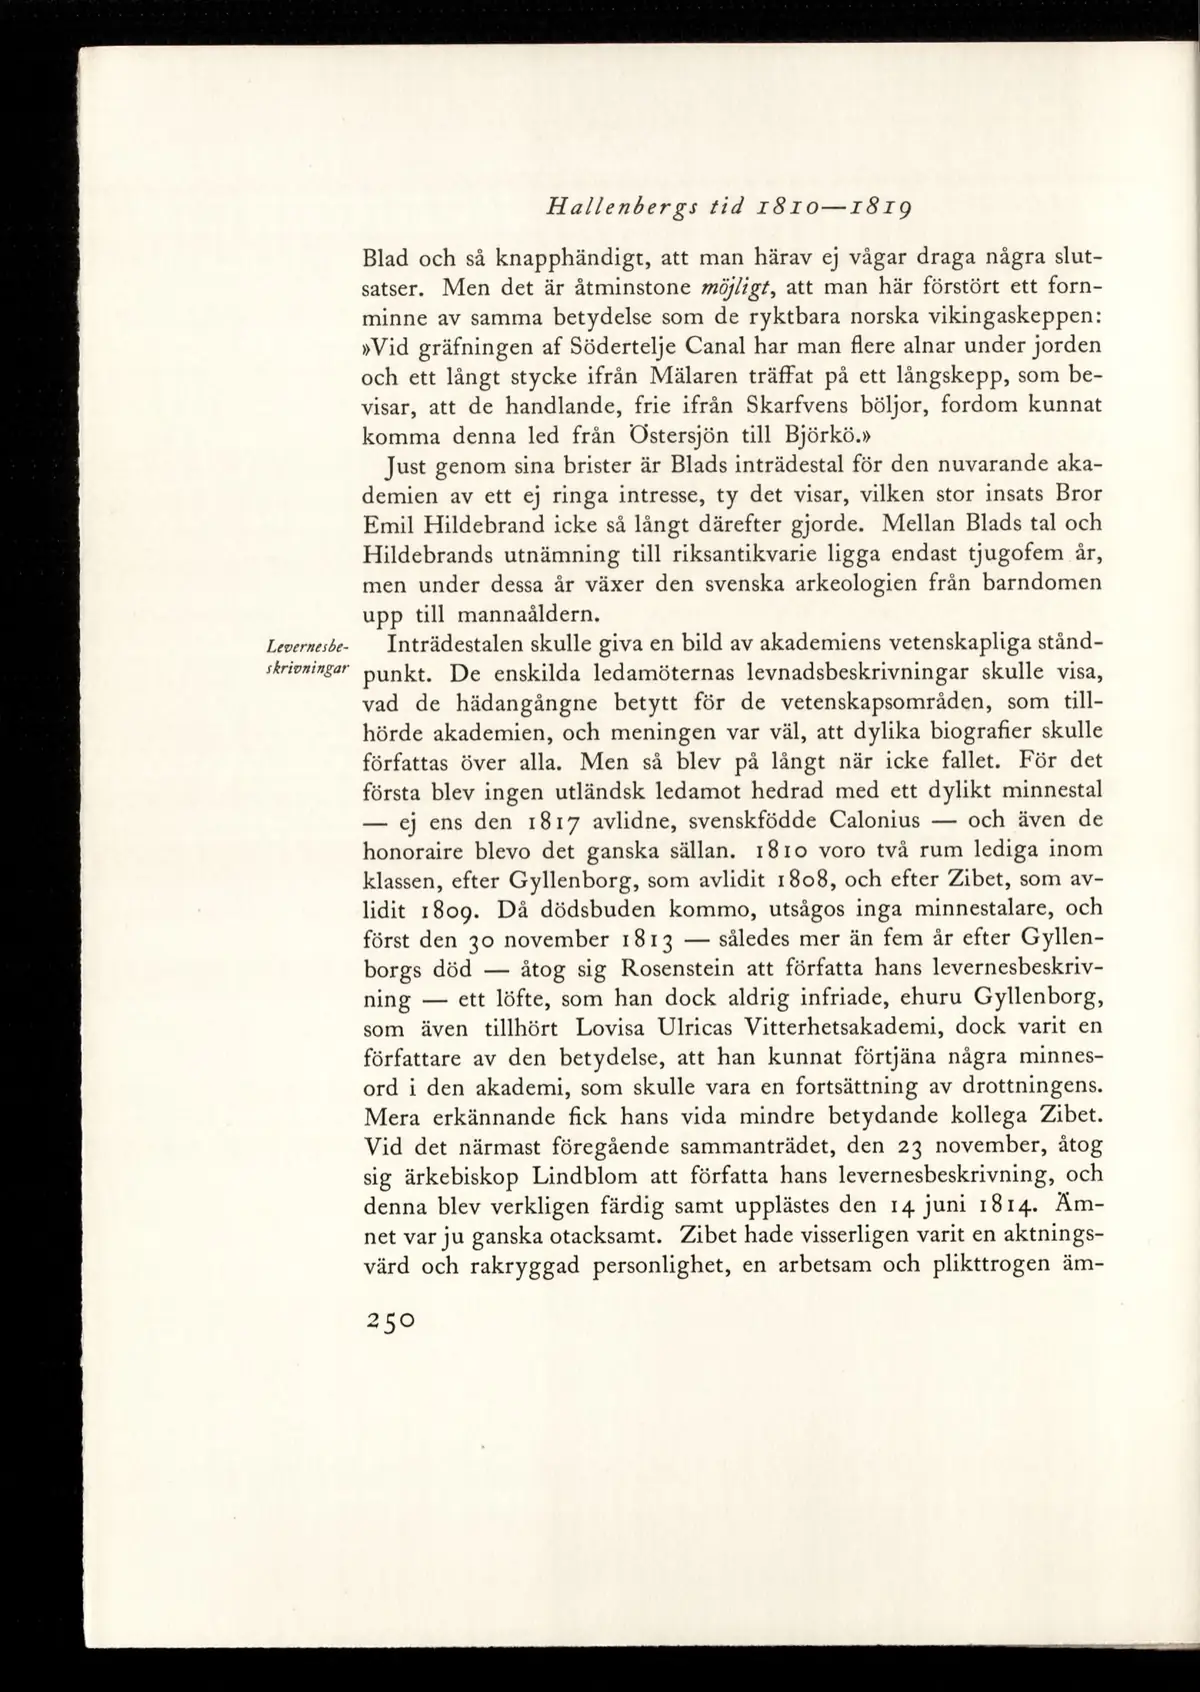 Hallenbergs tid 1810—1819
Blad och så knapphändigt, att man härav ej vågar draga några slut-
satser. Men det är åtminstone möjligt, att man här förstört ett forn-
minne av samma betydelse som de ryktbara norska vikingaskeppen:
»Vid gräfningen af Södertelje Canal har man flere alnar under jorden
och ett långt stycke ifrån Mälaren träffat på ett långskepp, som be-
visar, att de handlande, frie ifrån Skarfvens böljor, fordom kunnat
komma denna led från Östersjön till Björkö.»
Just genom sina brister är Blads inträdestal för den nuvarande aka-
demien av ett ej ringa intresse, ty det visar, vilken stor insats Bror
Emil Hildebrand icke så långt därefter gjorde. Mellan Blads tal och
Hildebrands utnämning till riksantikvarie ligga endast tjugofem år,
men under dessa år växer den svenska arkeologien från barndomen
upp till mannaåldern.
Levernesbe-
skrivningar
Inträdestalen skulle giva en bild av akademiens vetenskapliga stånd-
punkt. De enskilda ledamöternas levnadsbeskrivningar skulle visa,
vad de hädangångne betytt för de vetenskapsområden, som till-
hörde akademien, och meningen var väl, att dylika biografier skulle
författas över alla. Men så blev på långt när icke fallet. För det
första blev ingen utländsk ledamot hedrad med ett dylikt minnestal
— ej ens den 1817 avlidne, svenskfödde Calonius — och även de
honoraire blevo det ganska sällan. 1810 voro två rum lediga inom
klassen, efter Gyllenborg, som avlidit 1808, och efter Zibet, som av-
lidit 1809. Då dödsbuden kommo, utsågos inga minnestalare, och
först den 30 november 1813 — således mer än fem år efter Gyllen-
borgs död — åtog sig Rosenstein att författa hans levernesbeskriv-
ning — ett löfte, som han dock aldrig infriade, ehuru Gyllenborg,
som även tillhört Lovisa Ulricas Vitterhetsakademi, dock varit en
författare av den betydelse, att han kunnat förtjäna några minnes-
ord i den akademi, som skulle vara en fortsättning av drottningens.
Mera erkännande fick hans vida mindre betydande kollega Zibet.
Vid det närmast föregående sammanträdet, den 23 november, åtog
sig ärkebiskop Lindblom att författa hans levernesbeskrivning, och
denna blev verkligen färdig samt upplästes den 14 juni 1814. Äm-
net var ju ganska otacksamt. Zibet hade visserligen varit en aktnings-
värd och rakryggad personlighet, en arbetsam och plikttrogen äm-
250